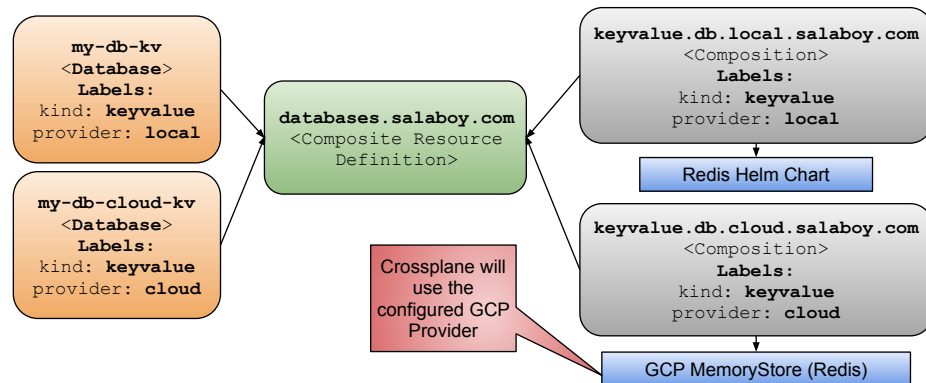 my-db-kv
<Database>
Labels:
kind: keyvalue
provider: local
my-db-cloud-kv
<Database>
Labels:
kind: keyvalue
provider: cloud
databases.salaboy.com
<Composite Resource
Definition>
keyvalue.db.local.salaboy.com
<Composition>
Labels:
kind: keyvalue
provider: local
Redis Helm Chart
keyvalue.db.cloud.salaboy.com
<Composition>
Labels:
kind: keyvalue
provider: cloud
Crossplane will
use the
configured GCP
Provider
GCP MemoryStore (Redis)